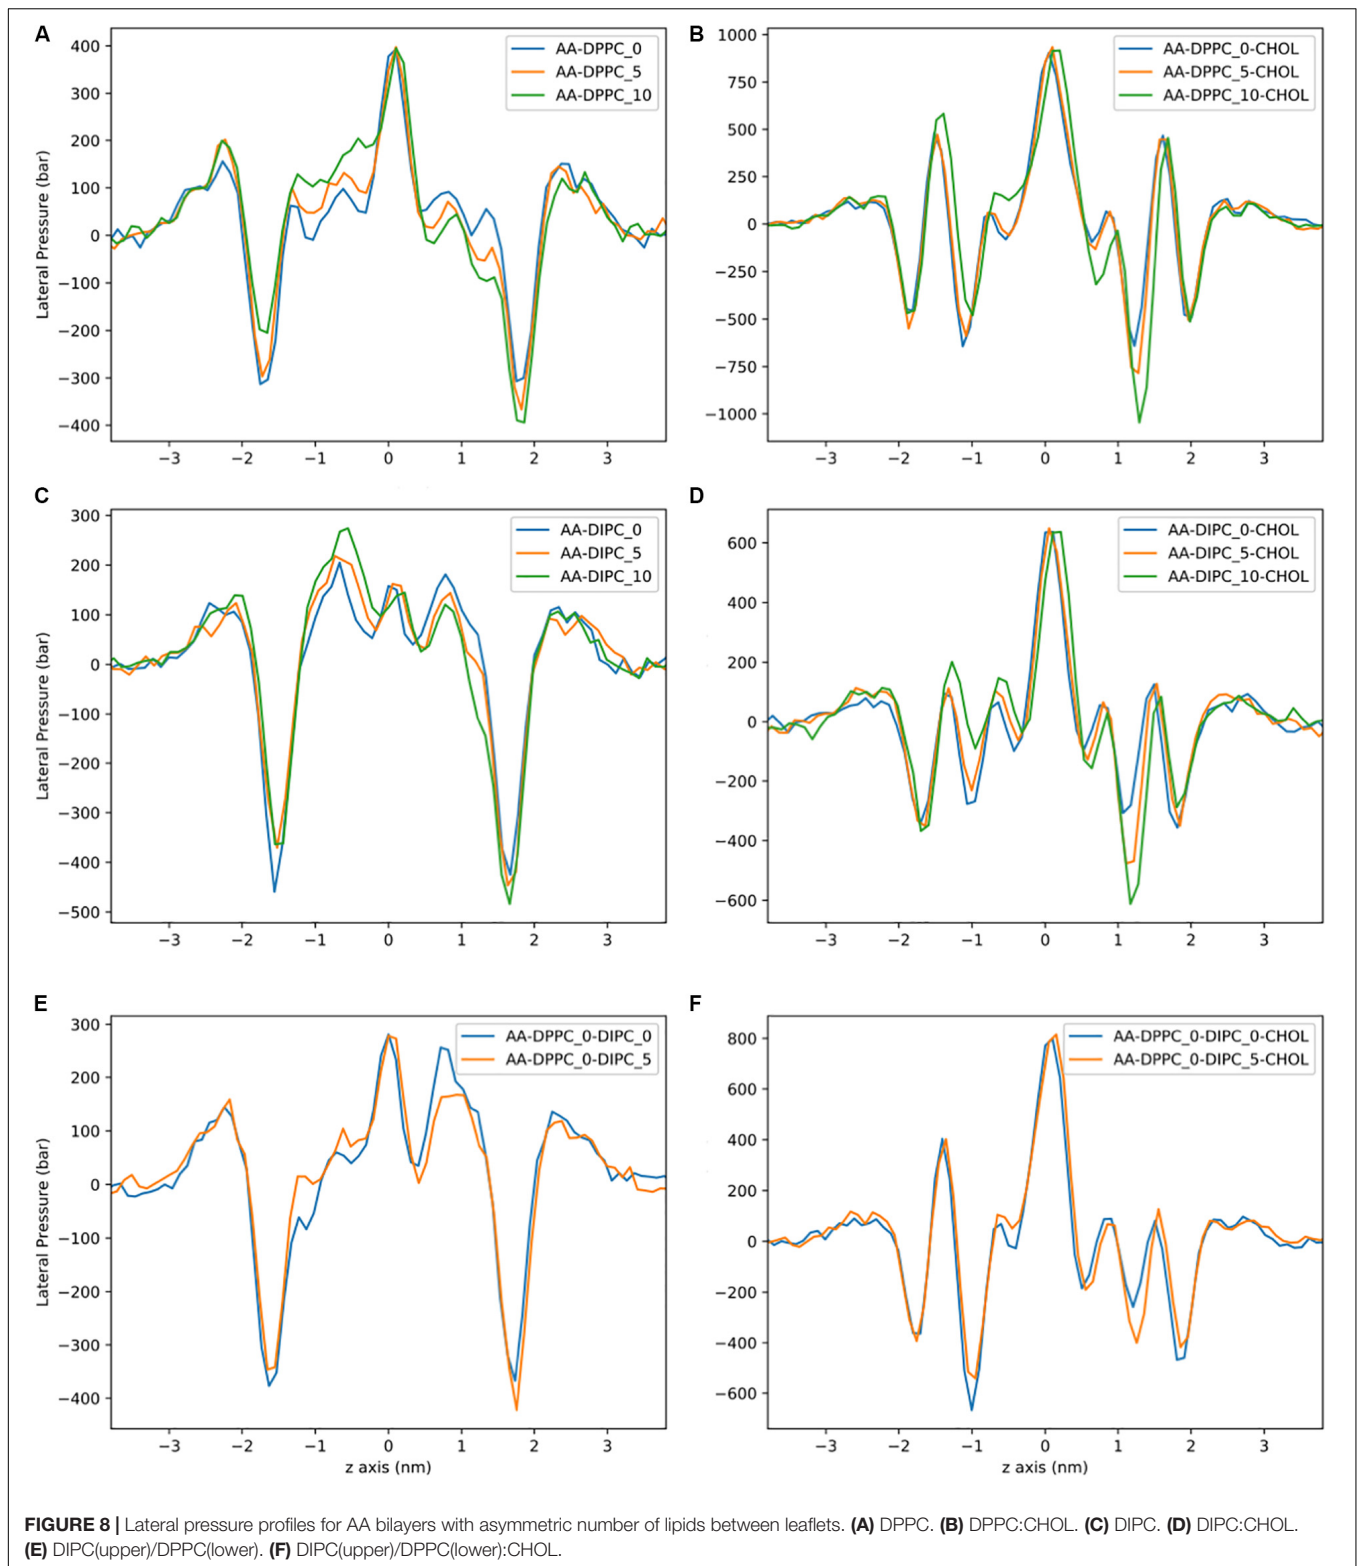 A
Lateral Pressure (bar)
400
300
200
100
0
−100
−200
−300
−400
−3 −2 −1 0 1 2 3
AA-DPPC_0
AA-DPPC_5
AA-DPPC_10
B
1000
750
500
250
0
−250
−500
−750
−1000
−3 −2 −1 0 1 2 3
AA-DPPC_0-CHOL
AA-DPPC_5-CHOL
AA-DPPC_10-CHOL
C
Lateral Pressure (bar)
300
200
100
0
−100
−200
−300
−400
−500
−3 −2 −1 0 1 2 3
AA-DIPC_0
AA-DIPC_5
AA-DIPC_10
D
600
400
200
0
−200
−400
−600
−3 −2 −1 0 1 2 3
AA-DIPC_0-CHOL
AA-DIPC_5-CHOL
AA-DIPC_10-CHOL
E
Lateral Pressure (bar)
300
200
100
0
−100
−200
−300
−400
−3 −2 −1 0 1 2 3
z axis (nm)
AA-DPPC_0-DIPC_0
AA-DPPC_0-DIPC_5
F
800
600
400
200
0
−200
−400
−600
−3 −2 −1 0 1 2 3
z axis (nm)
AA-DPPC_0-DIPC_0-CHOL
AA-DPPC_0-DIPC_5-CHOL
FIGURE 8 | Lateral pressure profiles for AA bilayers with asymmetric number of lipids between leaflets. (A) DPPC. (B) DPPC:CHOL. (C) DIPC. (D) DIPC:CHOL.
(E) DIPC(upper)/DPPC(lower). (F) DIPC(upper)/DPPC(lower):CHOL.